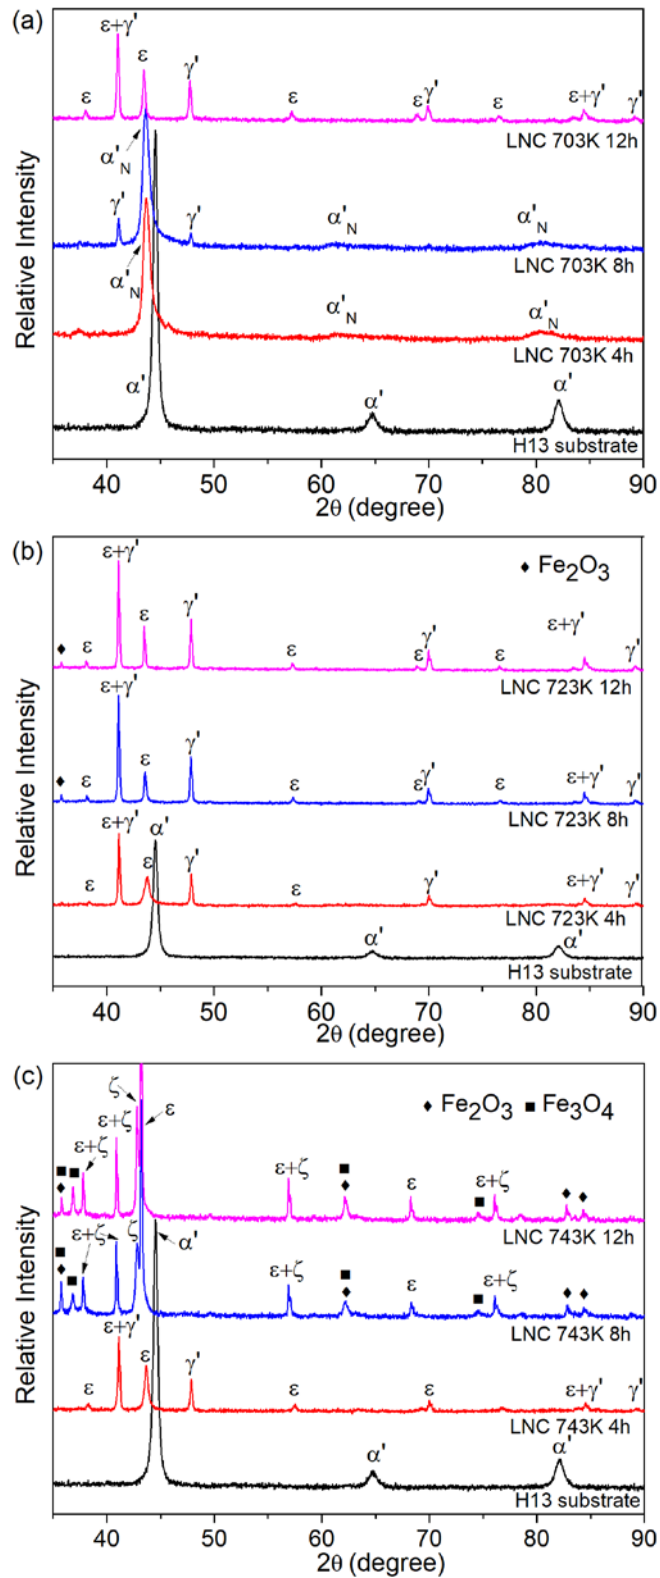 (a)
ε+γ'
ε
ε
γ'
ε
ε
γ'
ε
ε+γ'
γ'
LNC 703K 12h
α'N
γ'
γ'
α'N
α'N
LNC 703K 8h
α'N
α'N
α'N
LNC 703K 4h
α'
α'
α'
H13 substrate
Relative Intensity
40 50 60 70 80 90
2θ (degree)
(b)
♦ Fe2O3
ε+γ'
♦
ε
ε
γ'
ε
ε
γ'
ε
ε+γ'
γ'
LNC 723K 12h
ε+γ'
♦
ε
ε
γ'
ε
ε
γ'
ε
ε+γ'
γ'
LNC 723K 8h
ε+γ'
α'
ε
ε
γ'
ε
γ'
ε+γ'
γ'
LNC 723K 4h
α'
α'
H13 substrate
Relative Intensity
40 50 60 70 80 90
2θ (degree)
(c)
♦ Fe2O3 ■ Fe3O4
ζ
ε
ε+ζ
ε+ζ
■ ■
♦
ε+ζ
■
♦
ε
■
ε+ζ
♦ ♦
LNC 743K 12h
ε+ζ
ζ
α'
■
♦
■
ε+ζ
■
♦
ε
■
ε+ζ
♦ ♦
LNC 743K 8h
ε+γ'
ε
ε
γ'
ε
ε
ε+γ'
γ'
LNC 743K 4h
α'
α'
H13 substrate
Relative Intensity
40 50 60 70 80 90
2θ (degree)